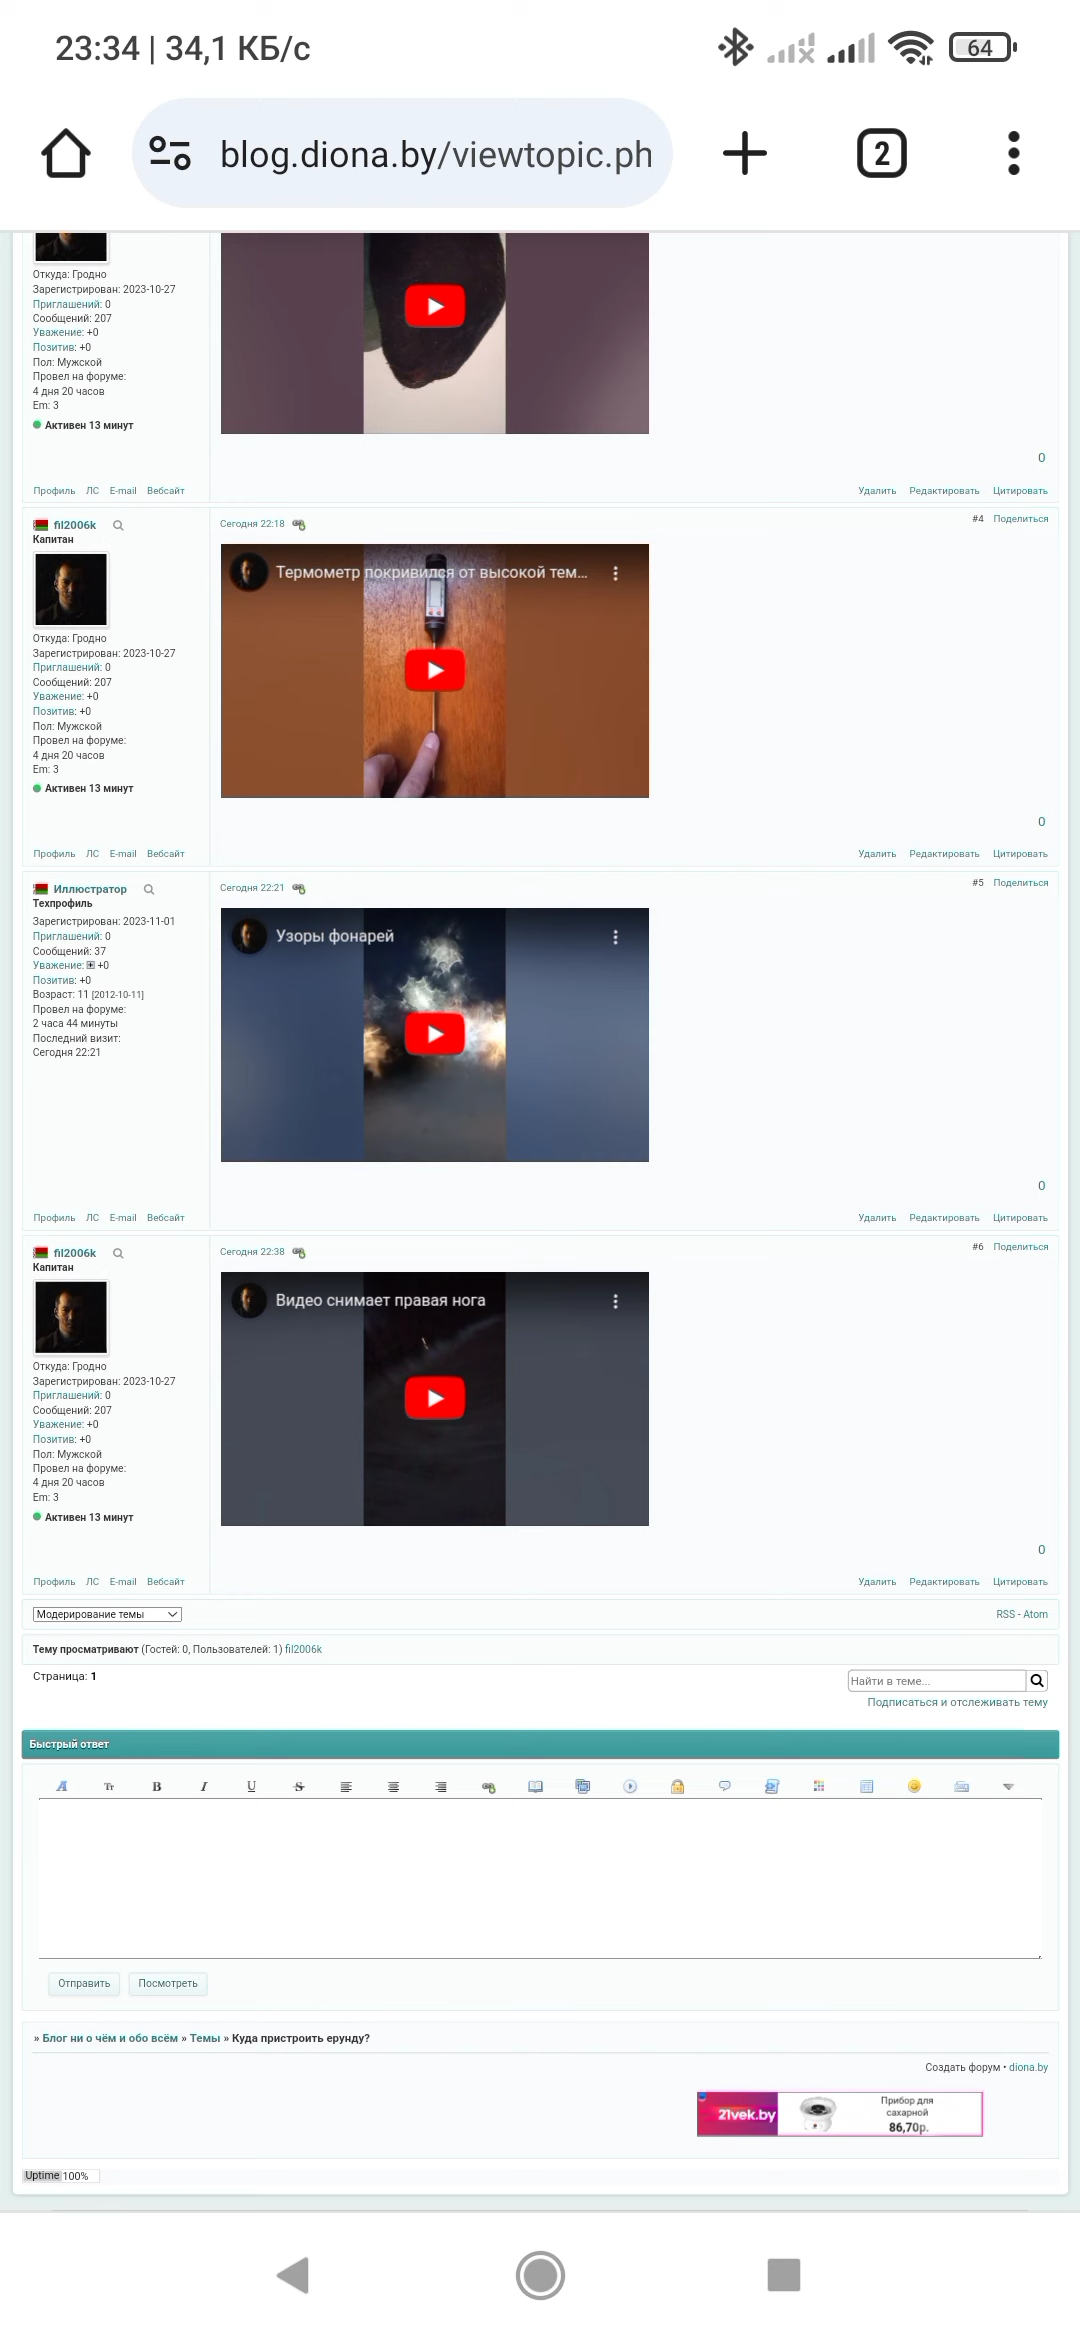 23:34 | 34,1 КБ/с
64
blog.diona.by/viewtopic.ph
2
Откуда: Гродно
Зарегистрирован: 2023-10-27
Приглашений: 0
Сообщений: 207
Уважение: +0
Позитив: +0
Пол: Мужской
Провел на форуме:
4 дня 20 часов
Em: 3
Активен 13 минут
0
Профиль ЛС E-mail Вебсайт
Удалить Редактировать Цитировать
fil2006k
Капитан
Сегодня 22:18
#4 Поделиться
Термометр покривился от высокой тем...
Откуда: Гродно
Зарегистрирован: 2023-10-27
Приглашений: 0
Сообщений: 207
Уважение: +0
Позитив: +0
Пол: Мужской
Провел на форуме:
4 дня 20 часов
Em: 3
Активен 13 минут
0
Профиль ЛС E-mail Вебсайт
Удалить Редактировать Цитировать
Иллюстратор
Техпрофиль
Сегодня 22:21
#5 Поделиться
Узоры фонарей
Зарегистрирован: 2023-11-01
Приглашений: 0
Сообщений: 37
Уважение: +0
Позитив: +0
Возраст: 11 [2012-10-11]
Провел на форуме:
2 часа 44 минуты
Последний визит:
Сегодня 22:21
0
Профиль ЛС E-mail Вебсайт
Удалить Редактировать Цитировать
fil2006k
Капитан
Сегодня 22:38
#6 Поделиться
Видео снимает правая нога
Откуда: Гродно
Зарегистрирован: 2023-10-27
Приглашений: 0
Сообщений: 207
Уважение: +0
Позитив: +0
Пол: Мужской
Провел на форуме:
4 дня 20 часов
Em: 3
Активен 13 минут
0
Профиль ЛС E-mail Вебсайт
Удалить Редактировать Цитировать
Модерирование темы
RSS - Atom
Тему просматривают (Гостей: 0, Пользователей: 1) fil2006k
Страница: 1
Найти в теме...
Подписаться и отслеживать тему
Быстрый ответ
Отправить Посмотреть
» Блог ни о чём и обо всём » Темы » Куда пристроить ерунду?
Создать форум • diona.by
21vek.by
Прибор для
сахарной
86,70р.
Uptime 100%